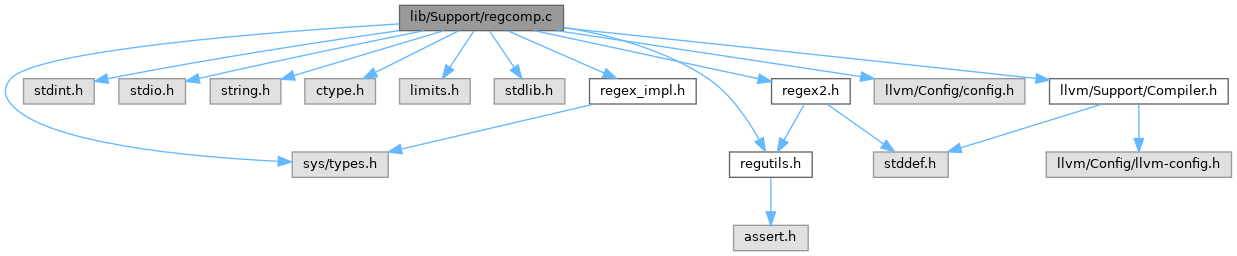 lib/Support/regcomp.c
stdint.h
stdio.h
string.h
ctype.h
limits.h
stdlib.h
regex_impl.h
regex2.h
llvm/Config/config.h
llvm/Support/Compiler.h
sys/types.h
regutils.h
stddef.h
llvm/Config/llvm-config.h
assert.h